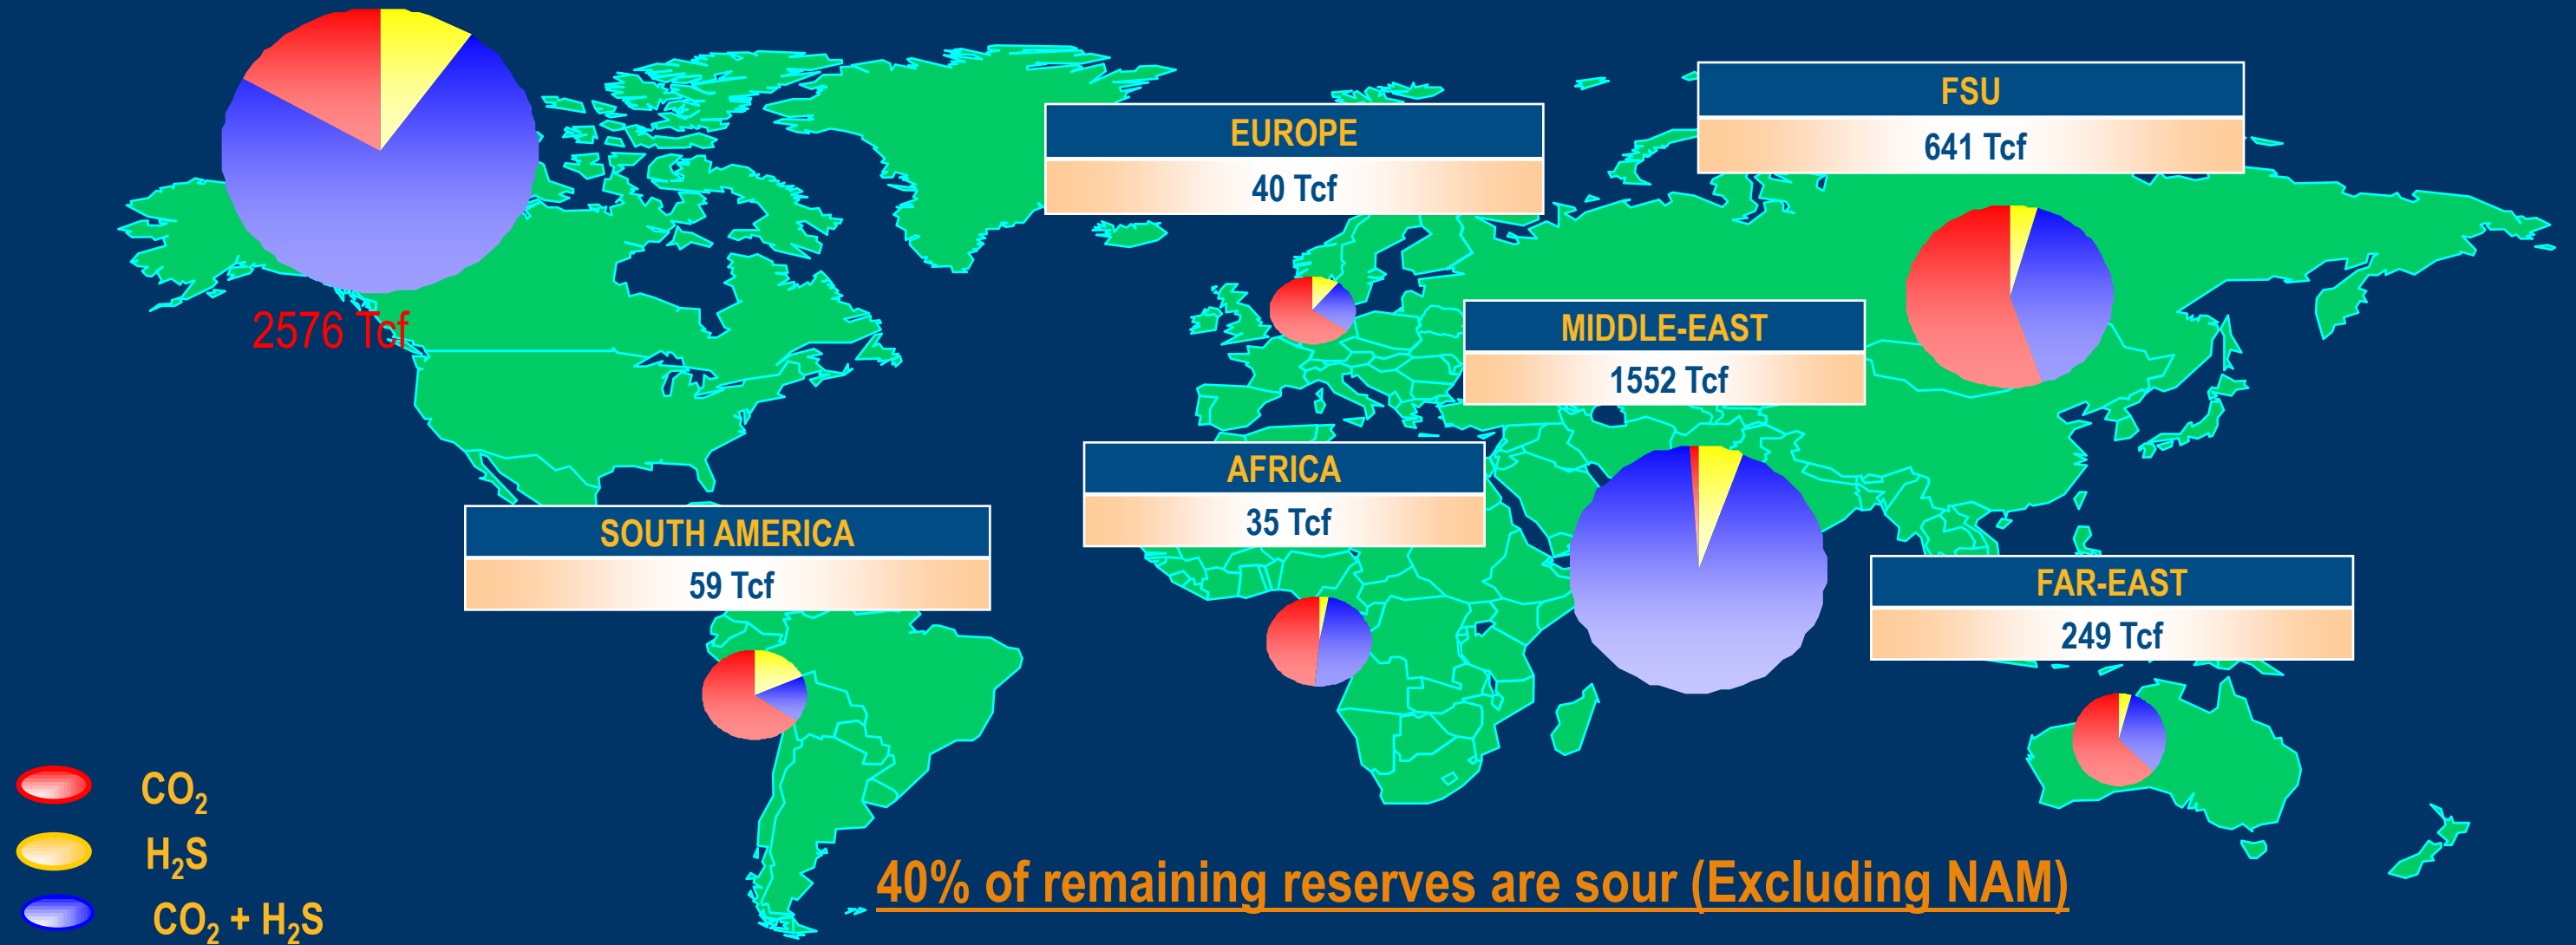 FSU
641 Tcf
EUROPE
40 Tcf
2576 Tcf
MIDDLE-EAST
1552 Tcf
AFRICA
35 Tcf
SOUTH AMERICA
59 Tcf
FAR-EAST
249 Tcf
CO₂
H₂S
CO₂ + H₂S
40% of remaining reserves are sour (Excluding NAM)